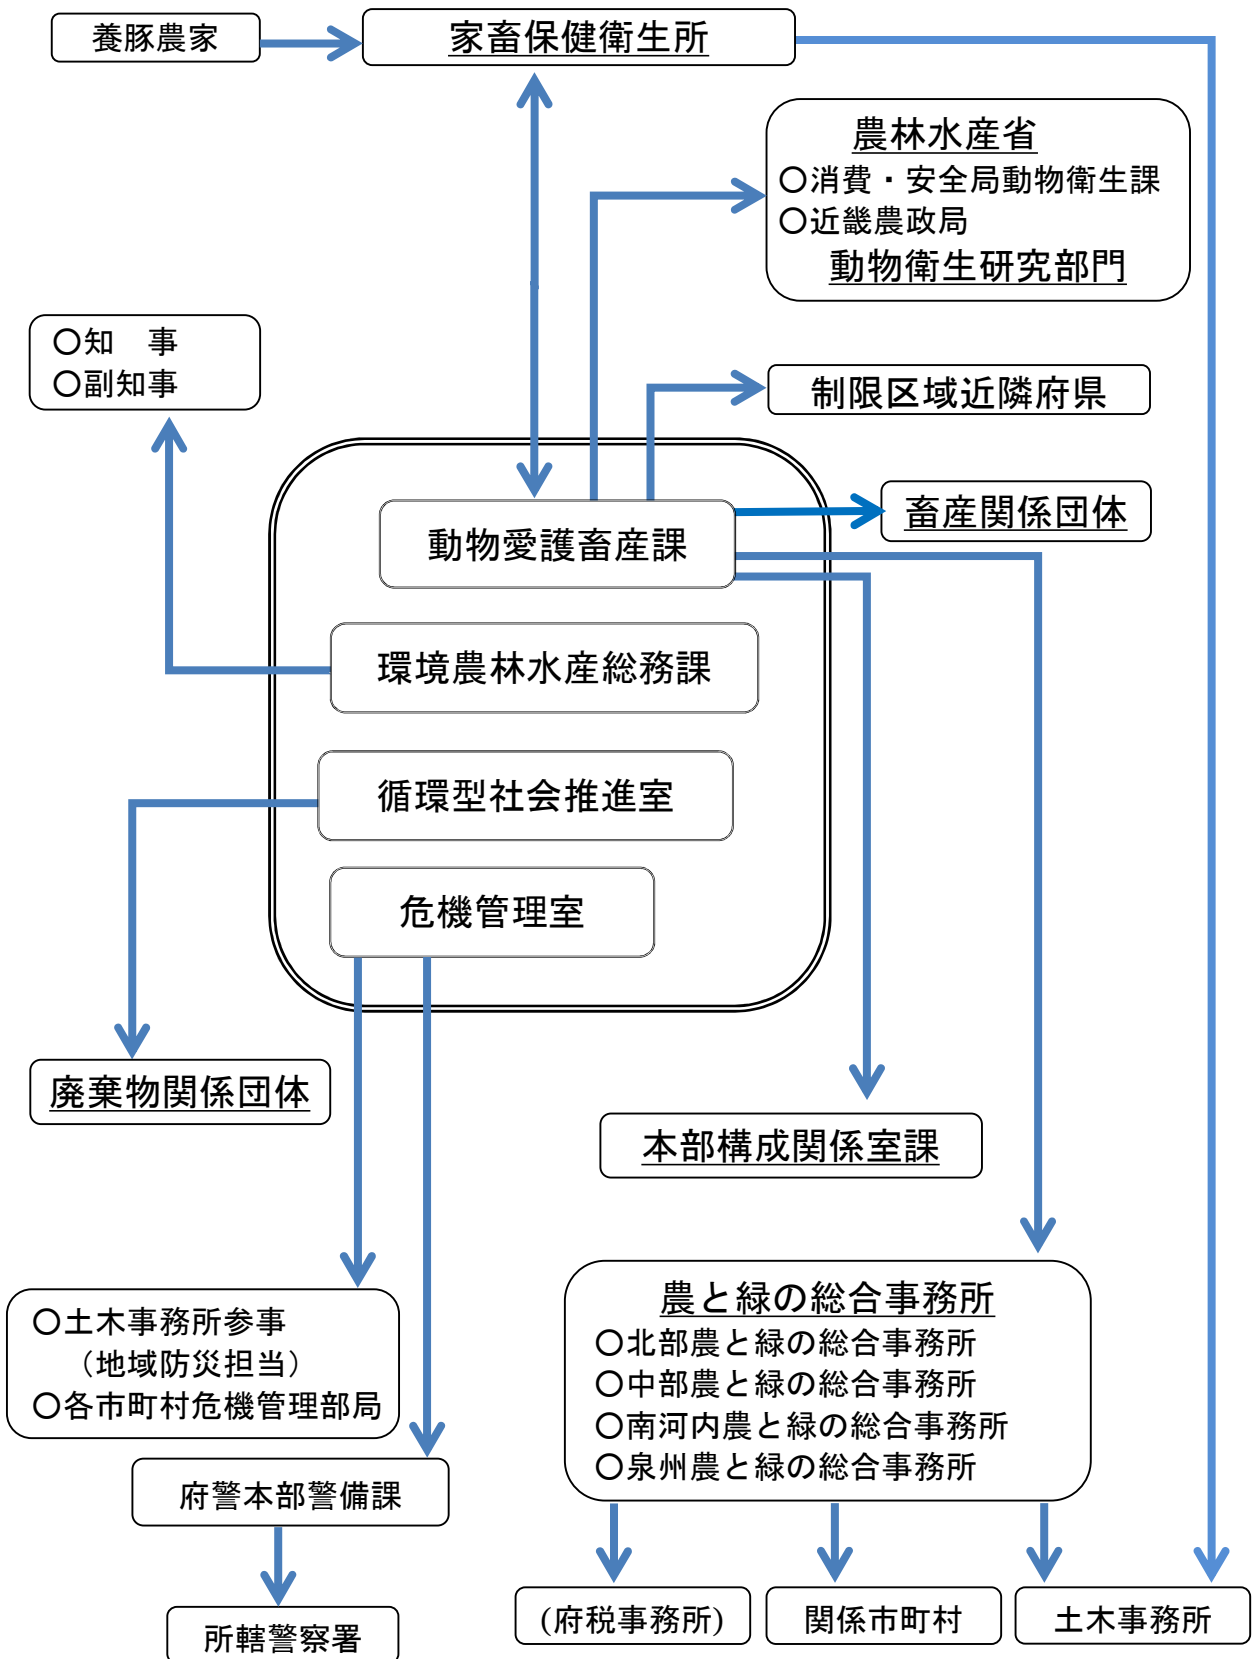 養豚農家
家畜保健衛生所
農林水産省
〇消費・安全局動物衛生課
〇近畿農政局
動物衛生研究部門
〇知　事
〇副知事
制限区域近隣府県
畜産関係団体
動物愛護畜産課
環境農林水産総務課
循環型社会推進室
危機管理室
廃棄物関係団体
本部構成関係室課
農と緑の総合事務所
〇北部農と緑の総合事務所
〇中部農と緑の総合事務所
〇南河内農と緑の総合事務所
〇泉州農と緑の総合事務所
〇土木事務所参事
（地域防災担当）
〇各市町村危機管理部局
府警本部警備課
所轄警察署
(府税事務所)
関係市町村
土木事務所